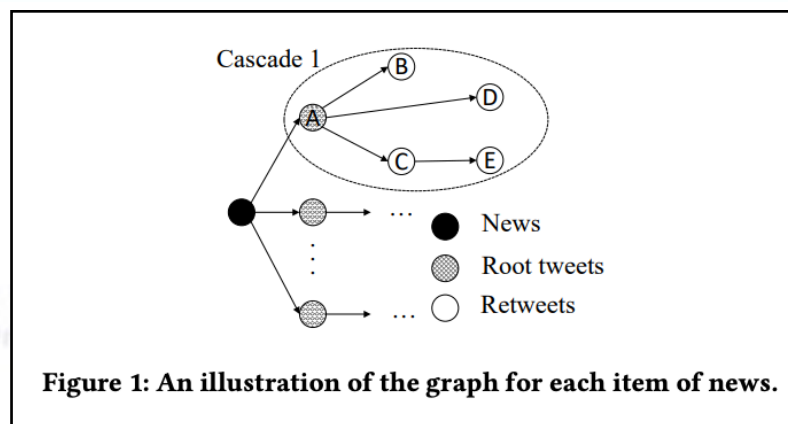 Cascade 1
B
D
A
C
E
...
...
News
Root tweets
...
Retweets
Figure 1: An illustration of the graph for each item of news.